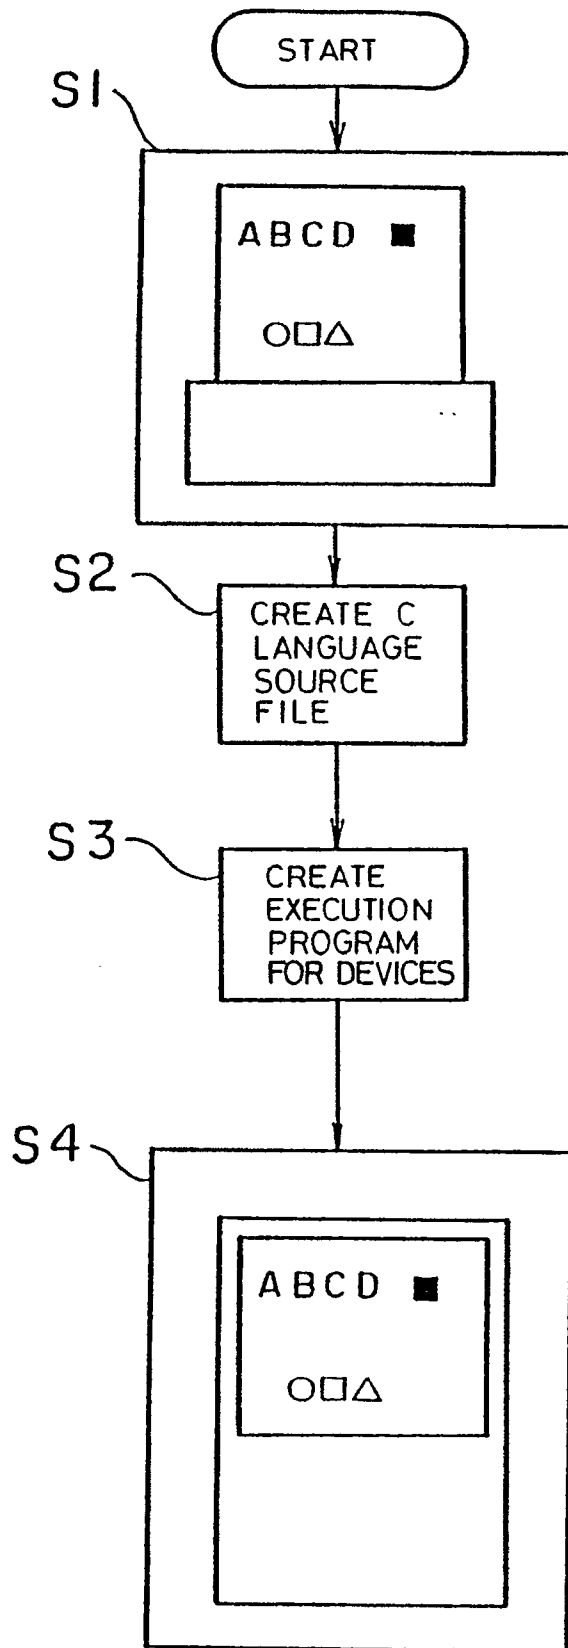 START
S1
ABCD ■
○□△
S2
CREATE C
LANGUAGE
SOURCE
FILE
S3
CREATE
EXECUTION
PROGRAM
FOR DEVICES
S4
ABCD ■
○□△